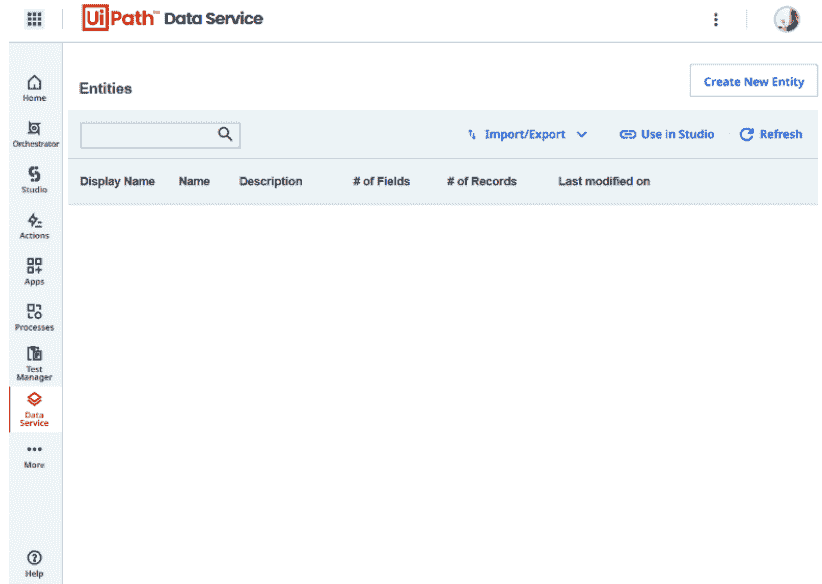 UiPath™ Data Service
Home
Orchestrator
Studio
Actions
Apps
Processes
Test
Manager
Data
Service
More
Help
Entities
Create New Entity
Import/Export
Use in Studio
Refresh
Display Name Name Description # of Fields # of Records Last modified on